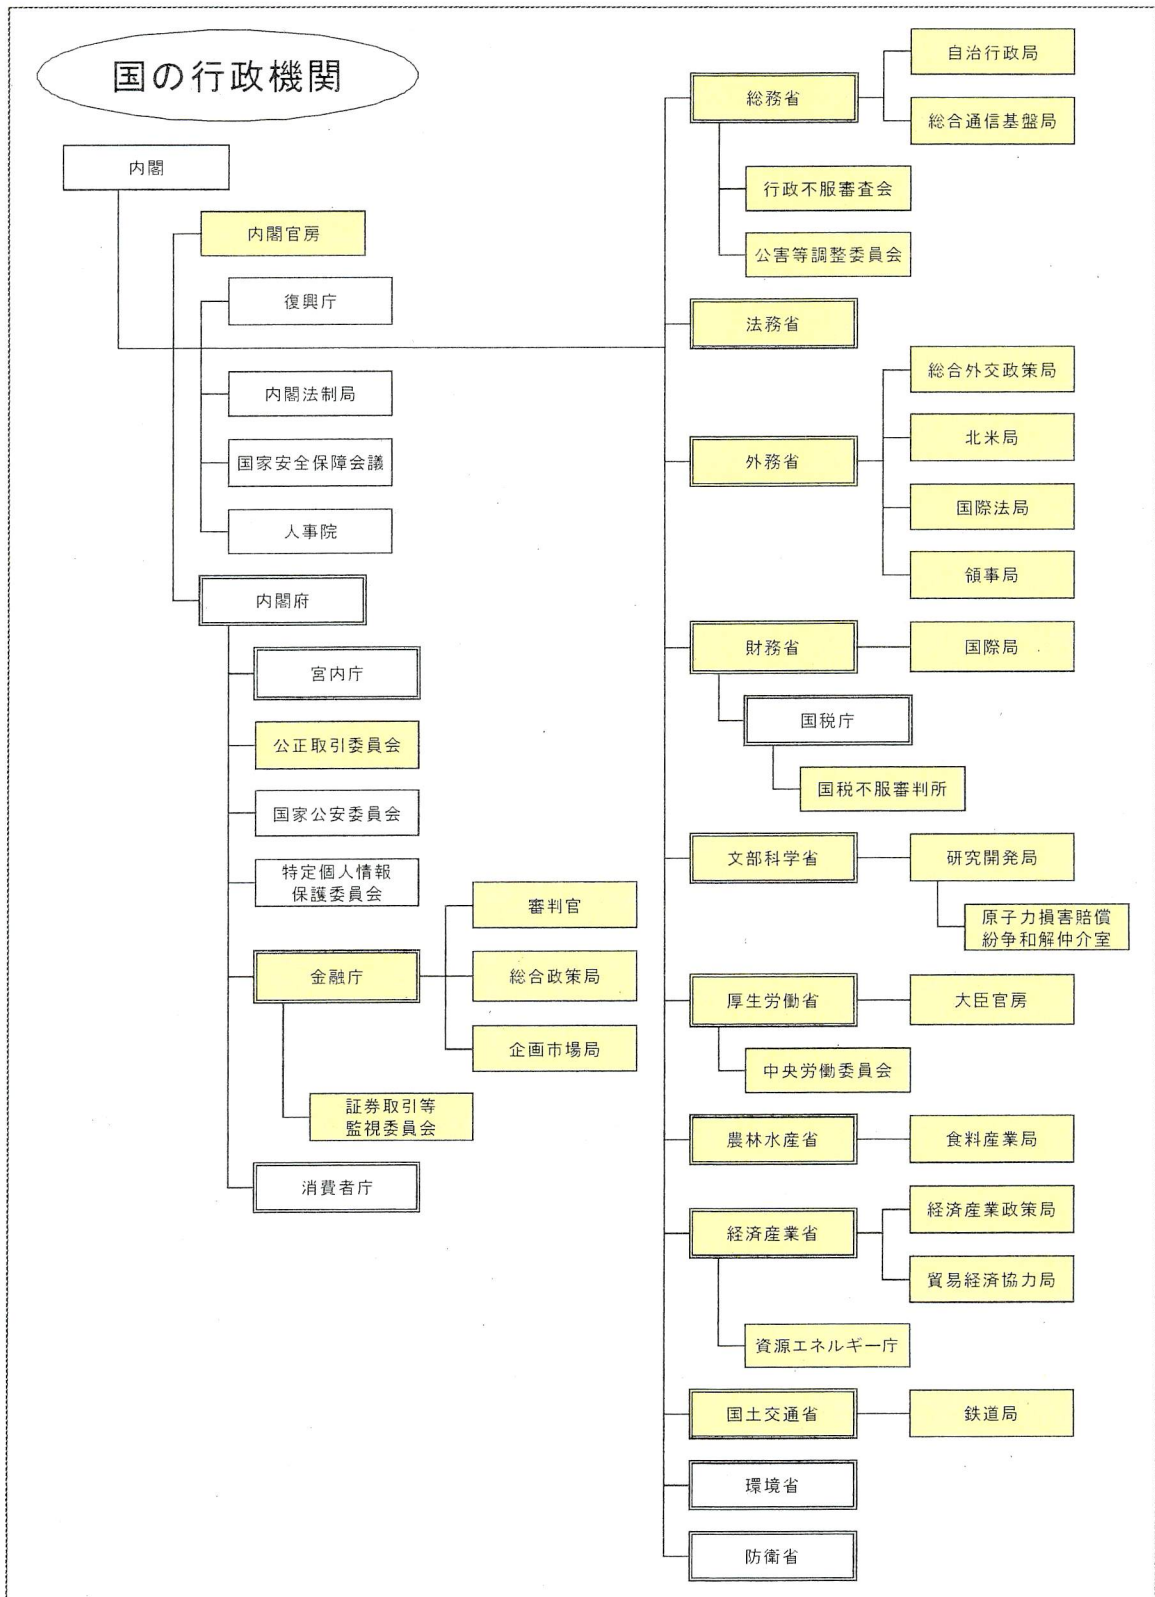 国の行政機関
内閣
内閣官房
復興庁
内閣法制局
国家安全保障会議
人事院
内閣府
宮内庁
公正取引委員会
国家公安委員会
特定個人情報
保護委員会
金融庁
審判官
総合政策局
企画市場局
証券取引等
監視委員会
消費者庁
総務省
自治行政局
総合通信基盤局
行政不服審査会
公害等調整委員会
法務省
外務省
総合外交政策局
北米局
国際法局
領事局
財務省
国際局
国税庁
国税不服審判所
文部科学省
研究開発局
原子力損害賠償
紛争和解仲介室
厚生労働省
大臣官房
中央労働委員会
農林水産省
食料産業局
経済産業省
経済産業政策局
貿易経済協力局
資源エネルギー庁
国土交通省
鉄道局
環境省
防衛省